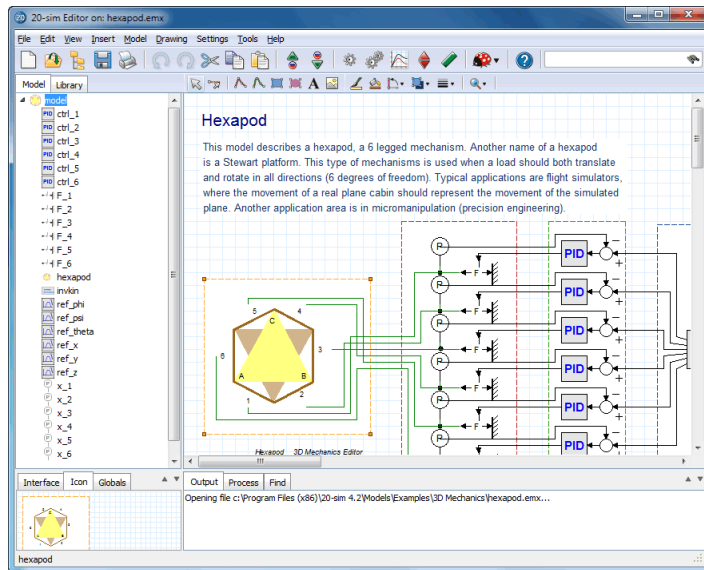 20-sim Editor on: hexapod.emx
File Edit View Insert Model Drawing Settings Tools Help
Model Library
model
PID ctrl_1
PID ctrl_2
PID ctrl_3
PID ctrl_4
PID ctrl_5
PID ctrl_6
F_1
F_2
F_3
F_4
F_5
F_6
hexapod
invkin
ref_phi
ref_psi
ref_theta
ref_x
ref_y
ref_z
P x_1
P x_2
P x_3
P x_4
P x_5
P x_6
Hexapod
This model describes a hexapod, a 6 legged mechanism. Another name of a hexapod
is a Stewart platform. This type of mechanisms is used when a load should both translate
and rotate in all directions (6 degrees of freedom). Typical applications are flight simulators,
where the movement of a real plane cabin should represent the movement of the simulated
plane. Another application area is in micromanipulation (precision engineering).
5 4
C
6 3
A B
1 2
Hexapod 3D Mechanics Editor
P
F
PID
P
F
PID
P
F
PID
P
F
PID
P
F
PID
P
F
PID
Interface Icon Globals
Output Process Find
Opening file c:\Program Files (x86)\20-sim 4.2\Models\Examples\3D Mechanics\hexapod.emx...
hexapod